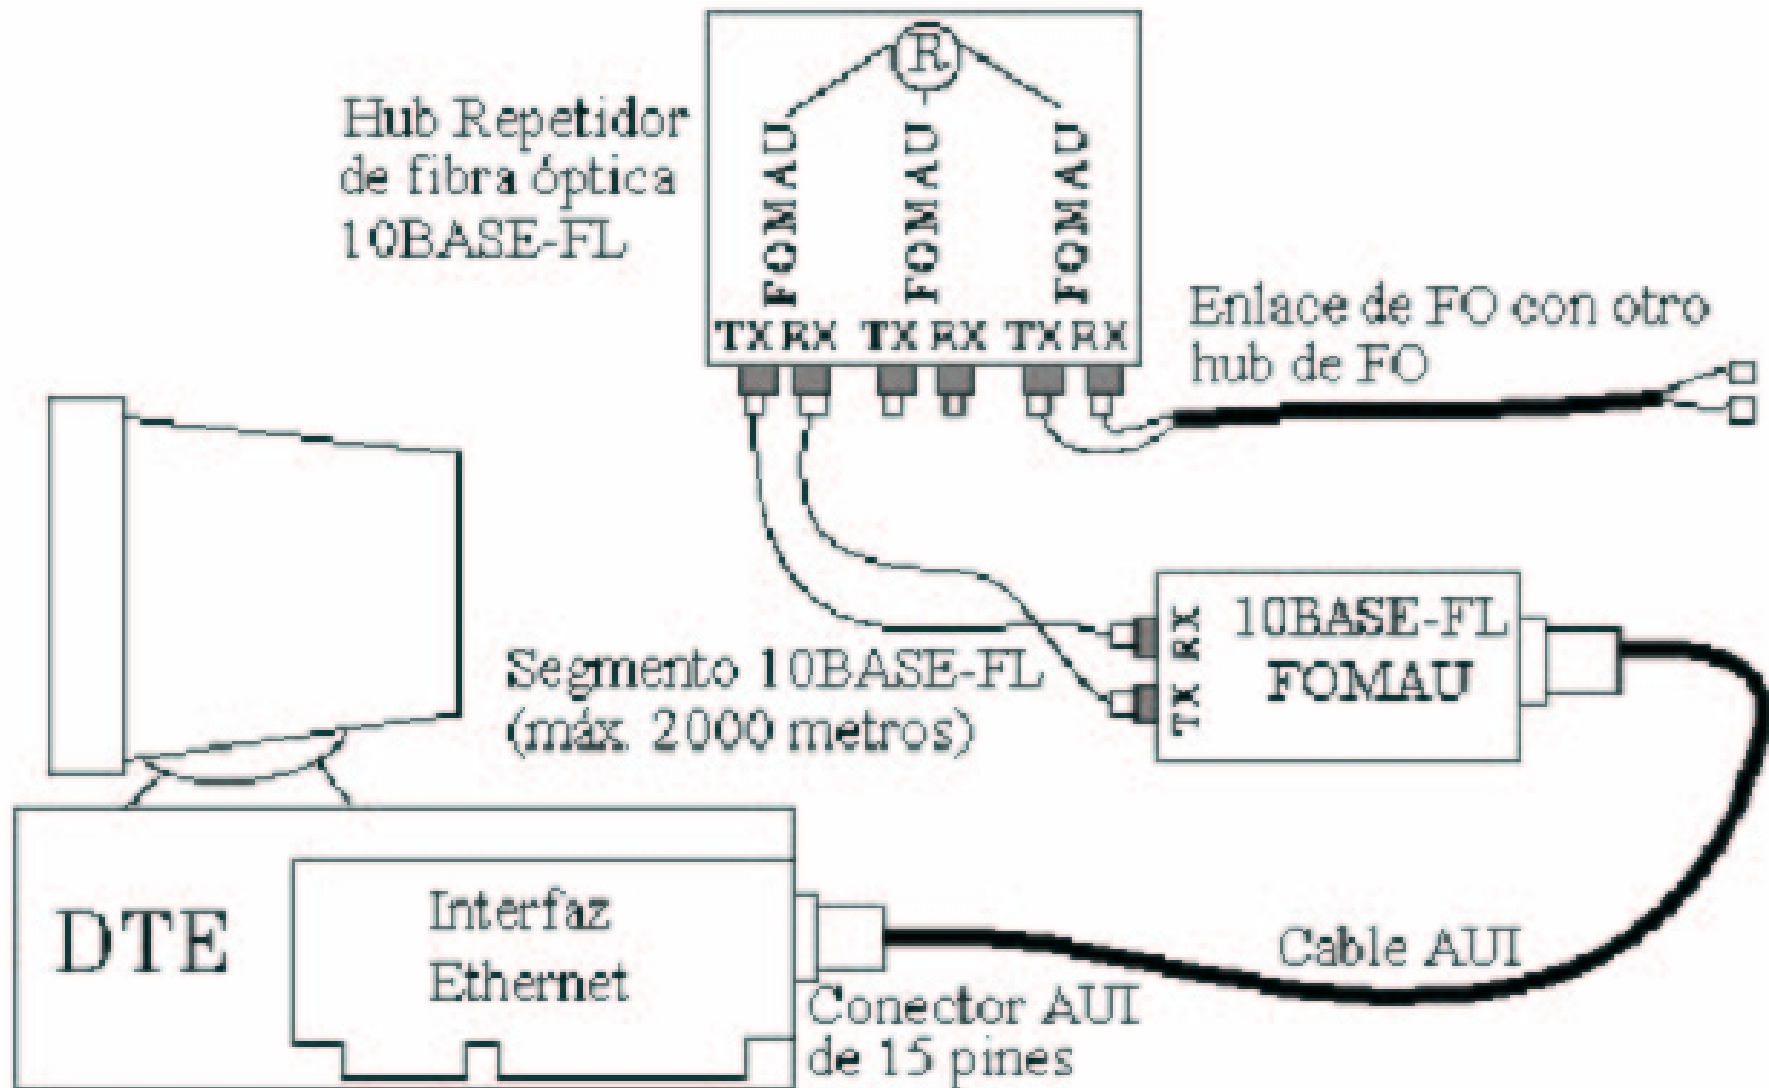 R
Hub Repetidor
de fibra óptica
10BASE-FL
FOMAU
FOMAU
FOMAU
TX RX TX RX TX RX
Enlace de FO con otro
hub de FO
Segmento 10BASE-FL
(máx. 2000 metros)
RX
TX
10BASE-FL
FOMAU
DTE
Interfaz
Ethernet
Cable AUI
Conector AUI
de 15 pines